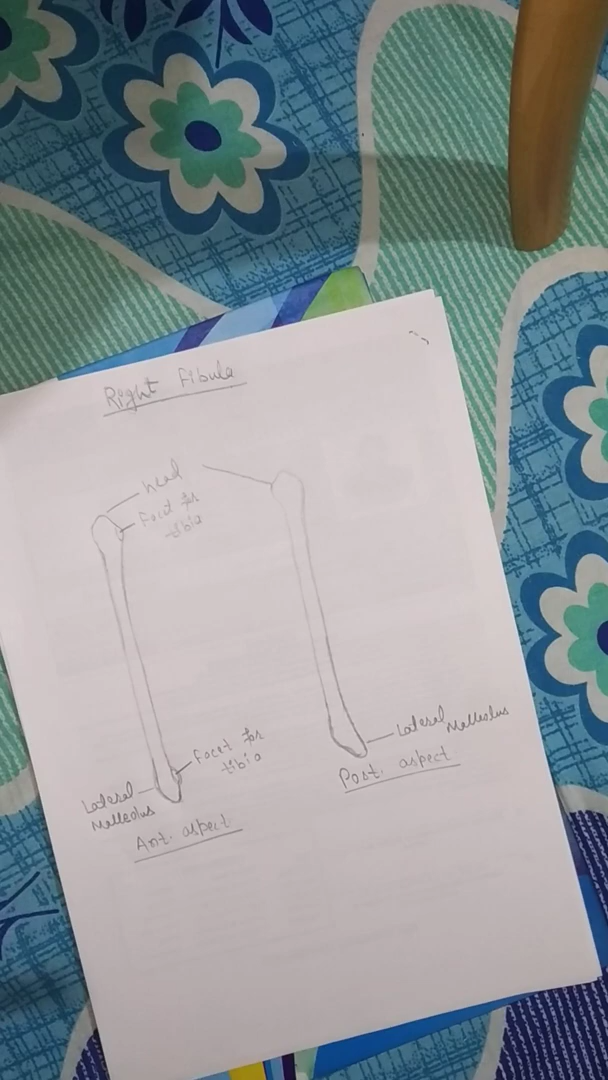 Right Fibula
head
Facet for
tibia
Facet for
tibia
Lateral
Malleolus
Ant. aspect
Lateral Malleolus
Post. aspect